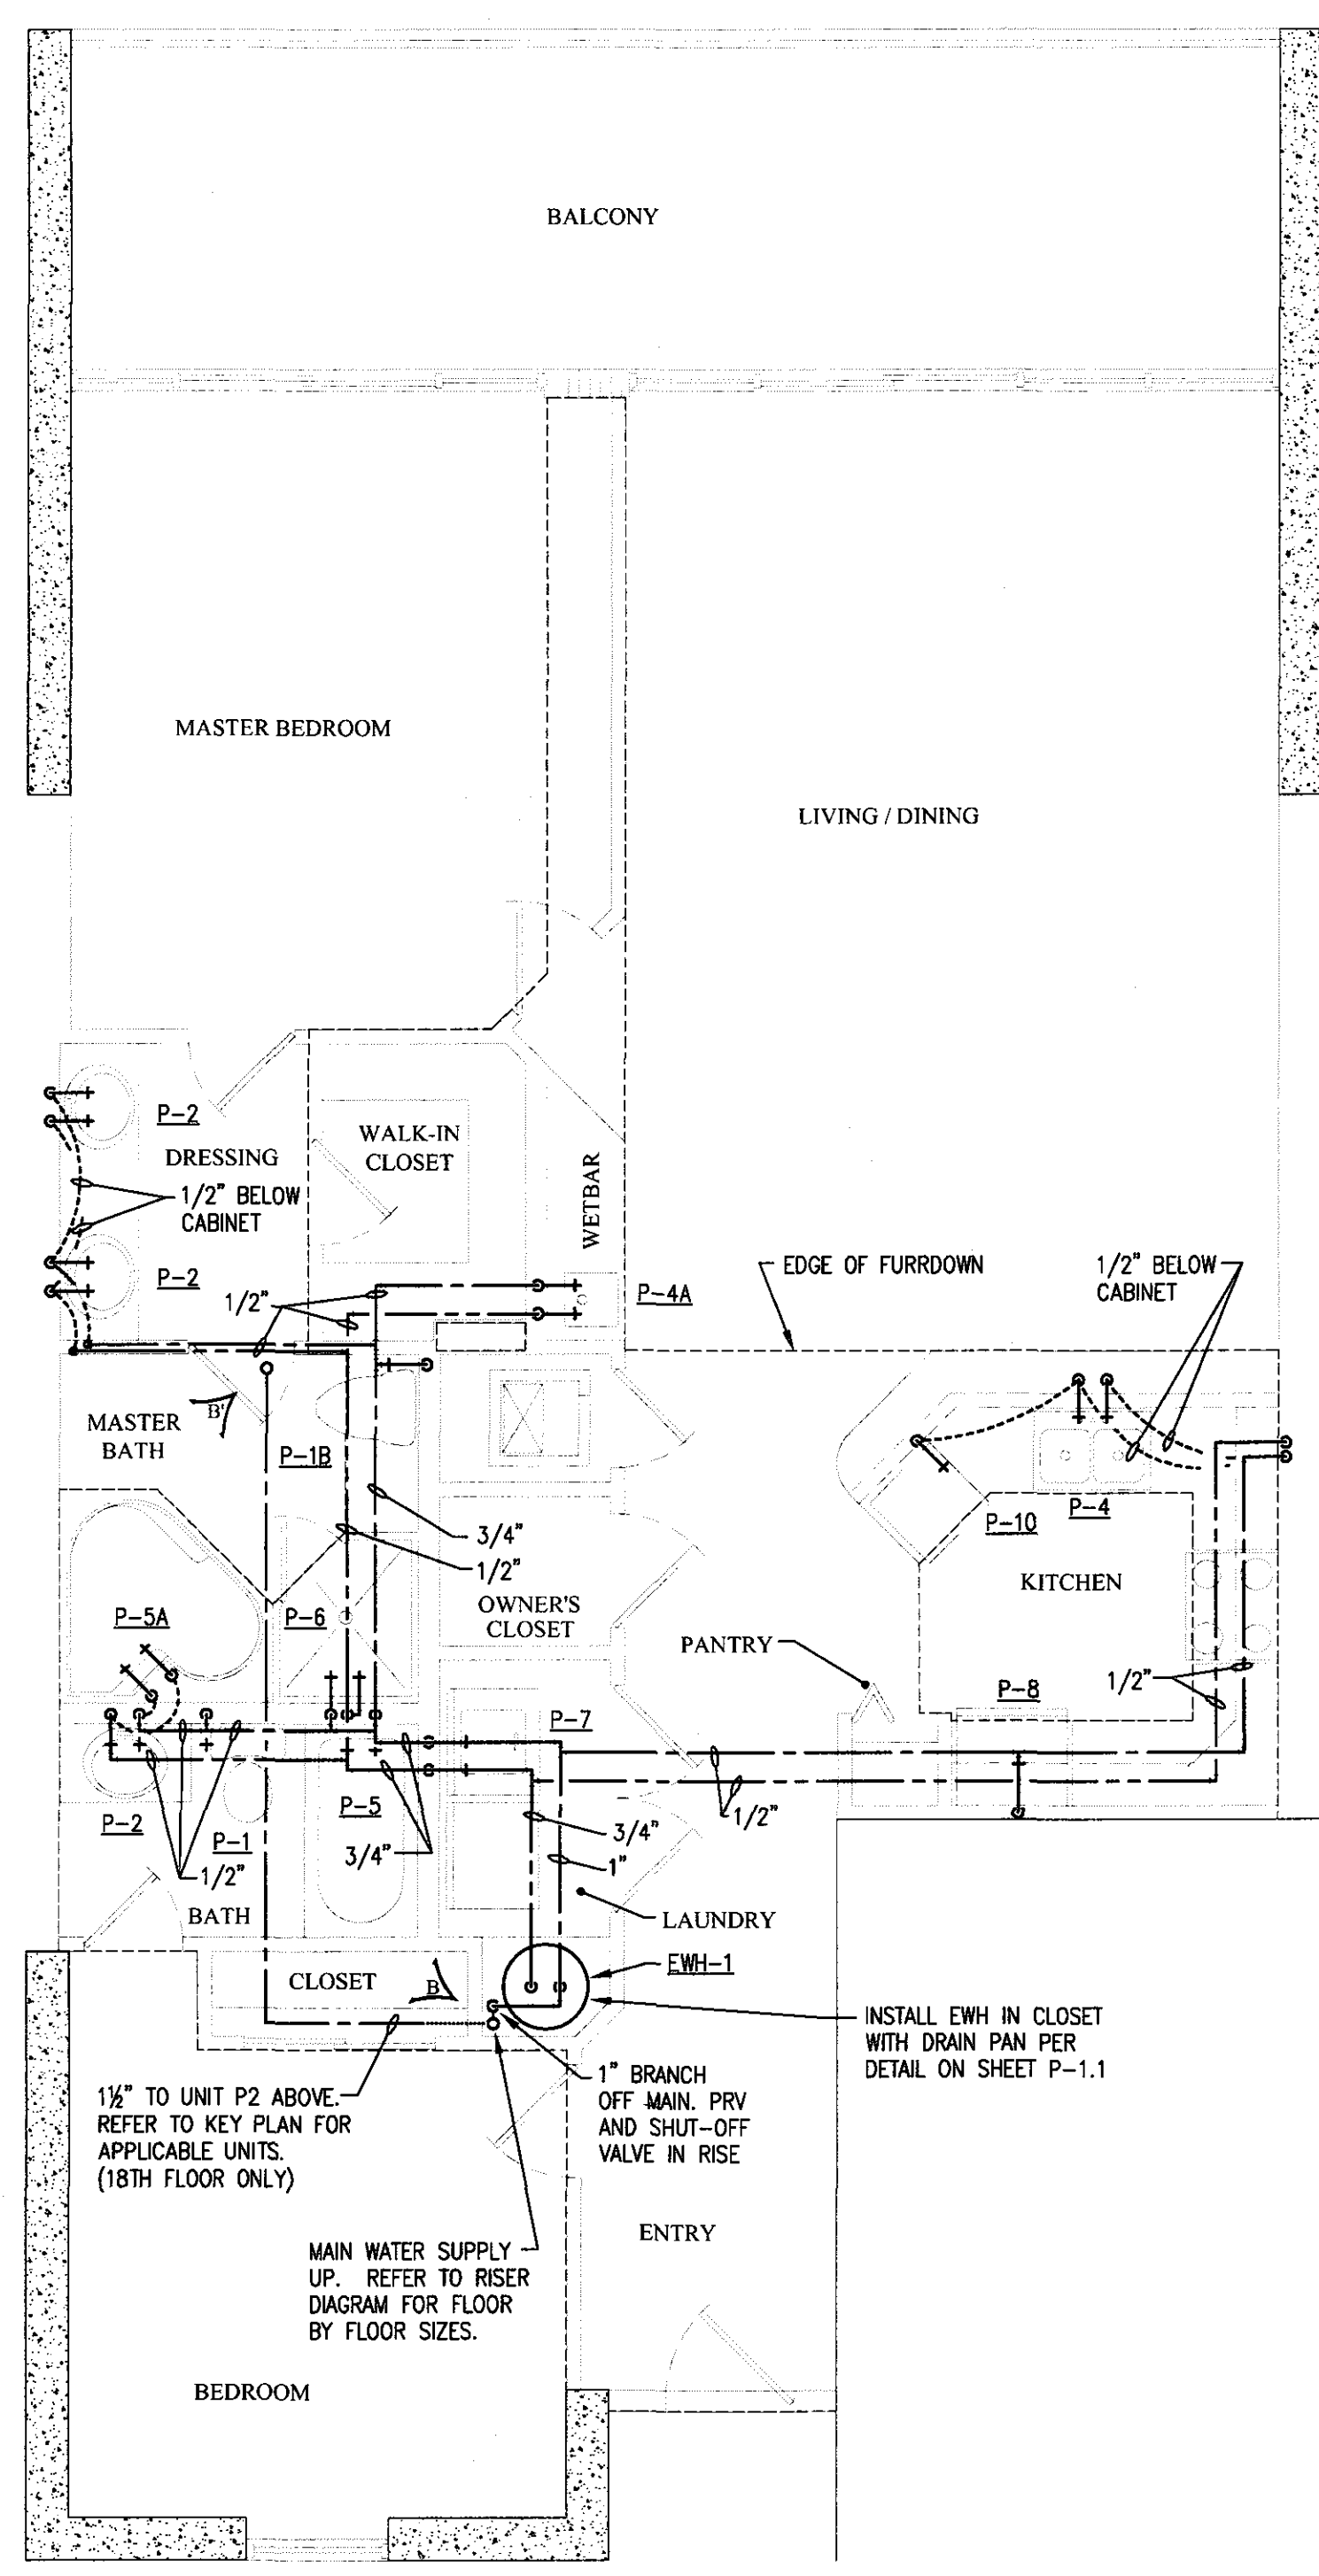 BALCONY
MASTER BEDROOM
LIVING / DINING
P-2
DRESSING
WALK-IN
CLOSET
WETBAR
1/2" BELOW
CABINET
P-2
1/2"
P-4A
EDGE OF FURRDOWN
1/2" BELOW
CABINET
MASTER
BATH
B'
P-1B
3/4"
1/2"
P-10
P-4
KITCHEN
OWNER'S
CLOSET
P-5A
P-6
PANTRY
1/2"
P-8
P-7
P-2
P-1
P-5
3/4"
1/2"
3/4"
1"
1/2"
BATH
LAUNDRY
CLOSET
B
EWH-1
INSTALL EWH IN CLOSET
WITH DRAIN PAN PER
DETAIL ON SHEET P-1.1
1½" TO UNIT P2 ABOVE.
REFER TO KEY PLAN FOR
APPLICABLE UNITS.
(18TH FLOOR ONLY)
1" BRANCH
OFF MAIN. PRV
AND SHUT-OFF
VALVE IN RISE
MAIN WATER SUPPLY
UP. REFER TO RISER
DIAGRAM FOR FLOOR
BY FLOOR SIZES.
ENTRY
BEDROOM